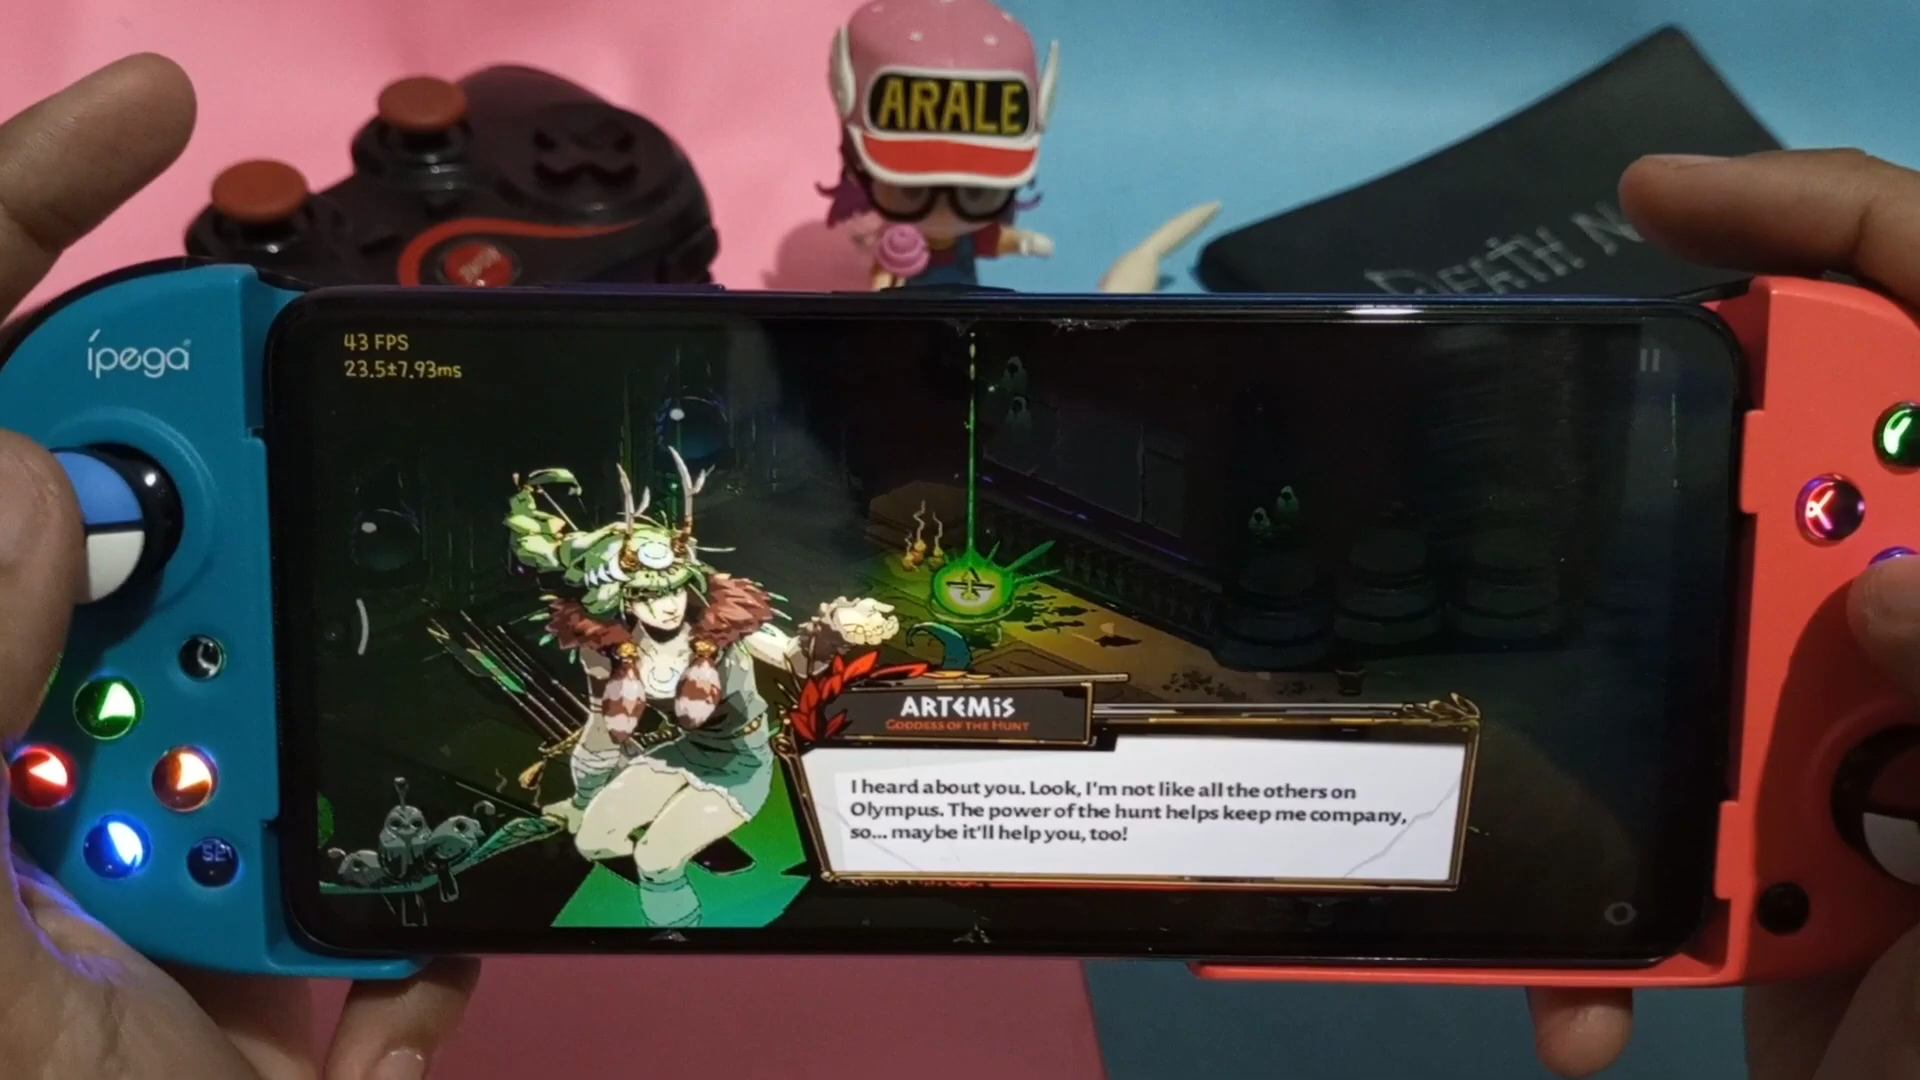 ARALE
HOME
DEATH N
ipega
43 FPS
23.5±7.93ms
ARTEMIS
GODDESS OF THE HUNT
I heard about you. Look, I'm not like all the others on
Olympus. The power of the hunt helps keep me company,
so... maybe it'll help you, too!